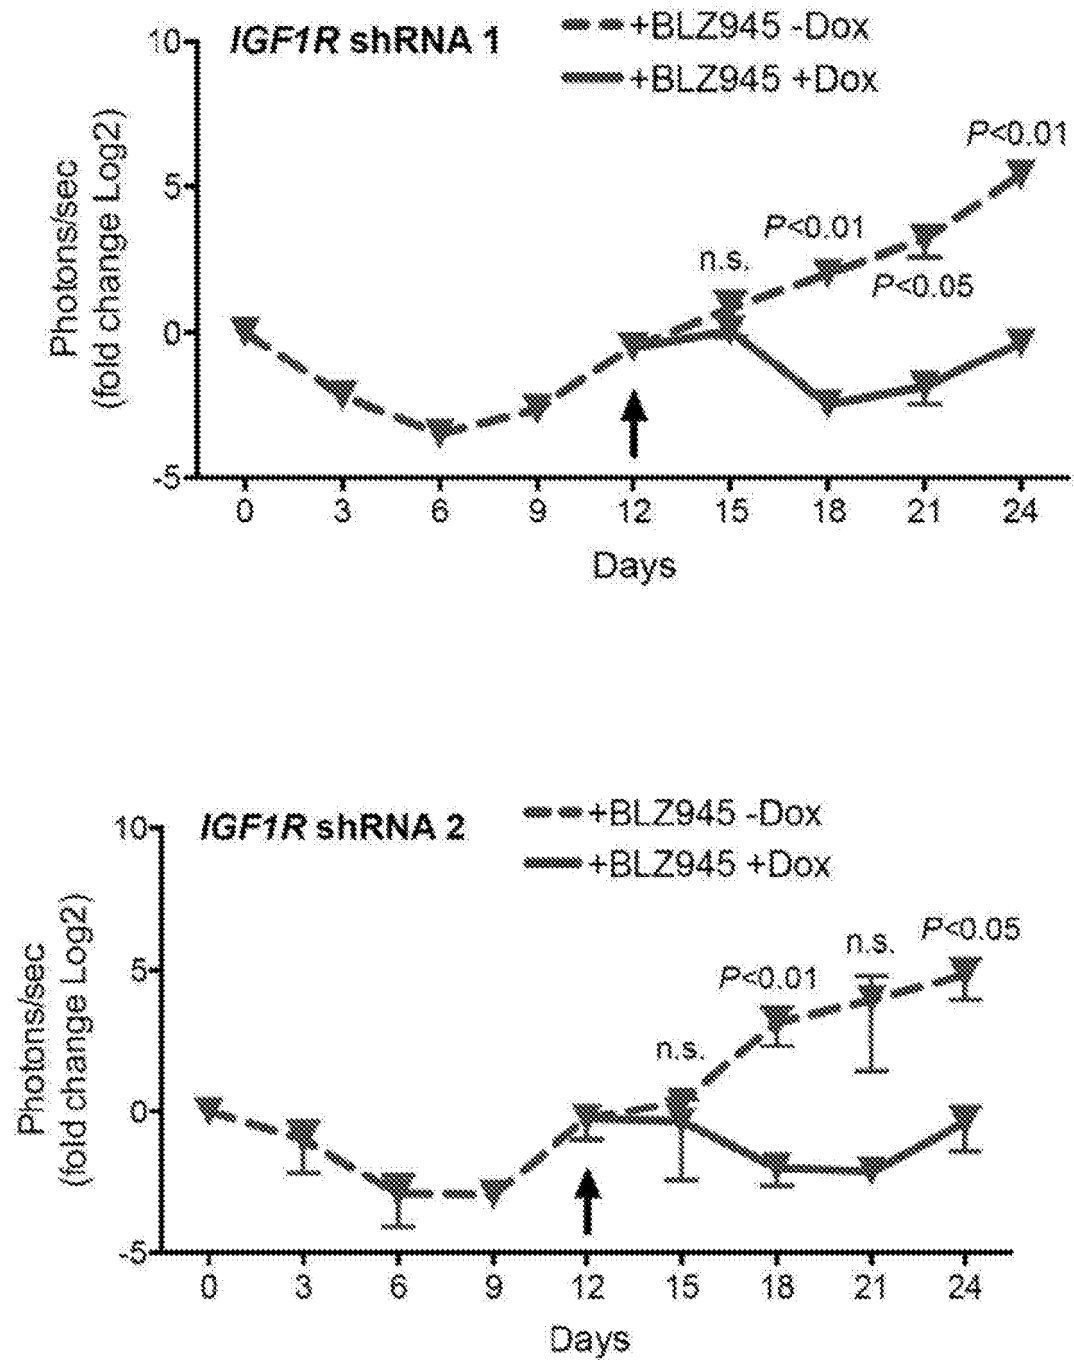 IGF1R shRNA 1
+BLZ945 -Dox
+BLZ945 +Dox
Photons/sec
(fold change Log2)
10
5
0
-5
n.s.
P<0.01
P<0.05
P<0.01
0 3 6 9 12 15 18 21 24
Days
IGF1R shRNA 2
+BLZ945 -Dox
+BLZ945 +Dox
Photons/sec
(fold change Log2)
10
5
0
-5
n.s.
P<0.01
n.s.
P<0.05
0 3 6 9 12 15 18 21 24
Days